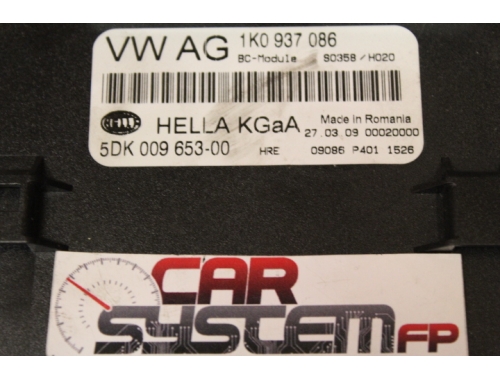 VW AG 1K0 937 086
BC-Module S0358 / H020
HELLA
HELLA KGaA Made in Romania
27.03.09 00020000
5DK 009 653-00 HRE 09086 P401 1526
CAR
SYSTEM FP